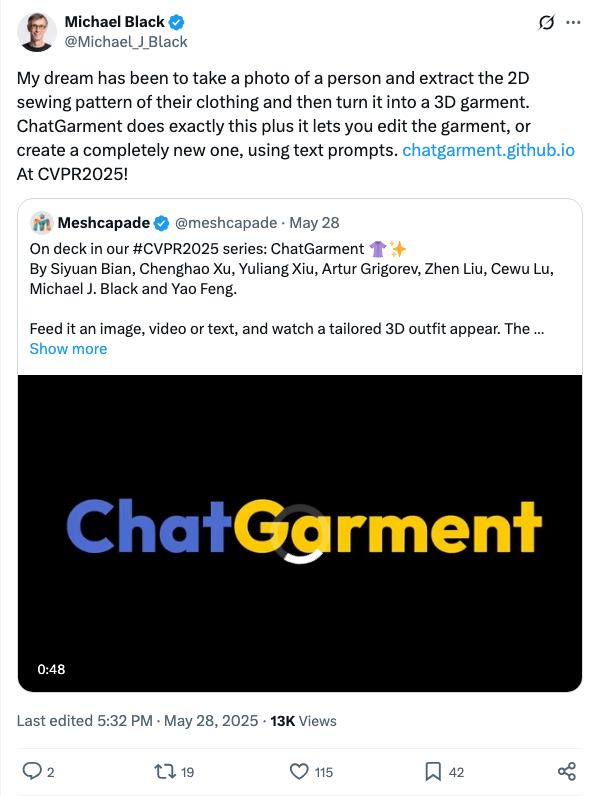 Michael Black
@Michael_J_Black
My dream has been to take a photo of a person and extract the 2D
sewing pattern of their clothing and then turn it into a 3D garment.
ChatGarment does exactly this plus it lets you edit the garment, or
create a completely new one, using text prompts. chatgarment.github.io
At CVPR2025!
Meshcapade @meshcapade · May 28
On deck in our #CVPR2025 series: ChatGarment 👚✨
By Siyuan Bian, Chenghao Xu, Yuliang Xiu, Artur Grigorev, Zhen Liu, Cewu Lu,
Michael J. Black and Yao Feng.
Feed it an image, video or text, and watch a tailored 3D outfit appear. The ...
Show more
ChatGarment
0:48
Last edited 5:32 PM · May 28, 2025 · 13K Views
2 19 115 42